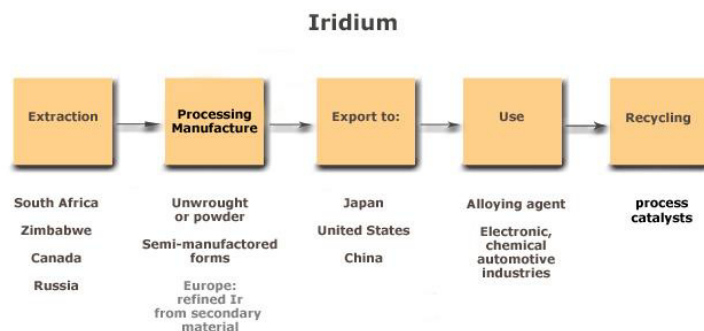 Iridium
Extraction
Processing
Manufacture
Export to:
Use
Recycling
South Africa
Zimbabwe
Canada
Russia
Unwrought
or powder
Semi-manufactored
forms
Europe:
refined Ir
from secondary
material
Japan
United States
China
Alloying agent
Electronic,
chemical
automotive
industries
process
catalysts